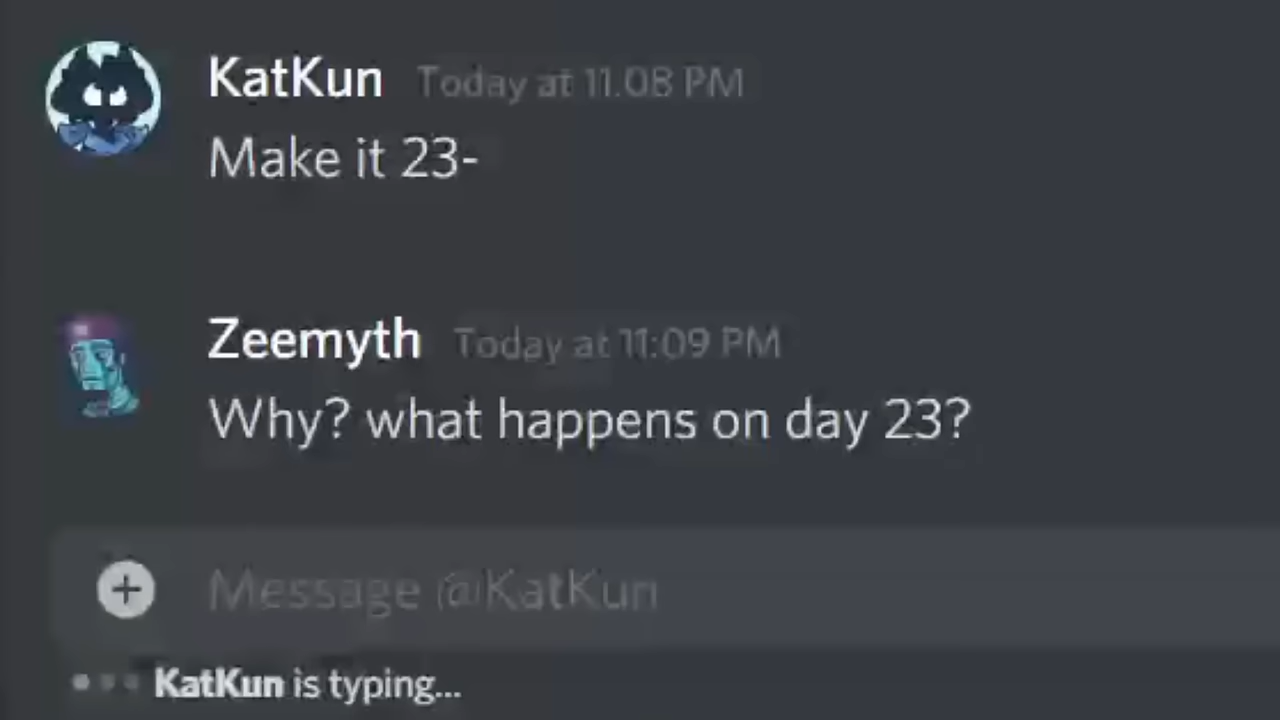 KatKun Today at 11.08 PM
Make it 23-
Zeemyth Today at 11:09 PM
Why? what happens on day 23?
Message @KatKun
KatKun is typing...